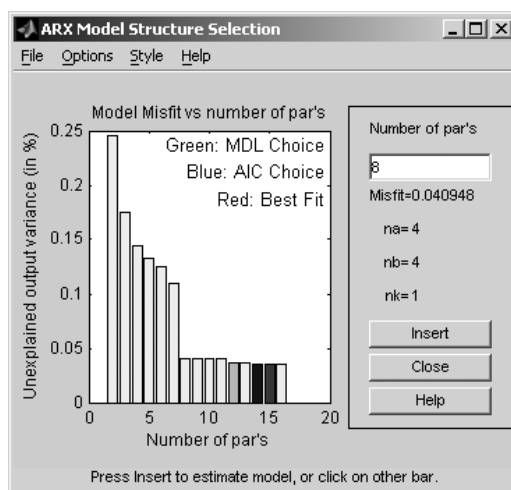 ARX Model Structure Selection
File Options Style Help
Model Misfit vs number of par's
Unexplained output variance (in %)
0.25
0.2
0.15
0.1
0.05
0
Green: MDL Choice
Blue: AIC Choice
Red: Best Fit
0 5 10 15 20
Number of par's
Number of par's
8
Misfit=0.040948
na= 4
nb= 4
nk= 1
Insert
Close
Help
Press Insert to estimate model, or click on other bar.